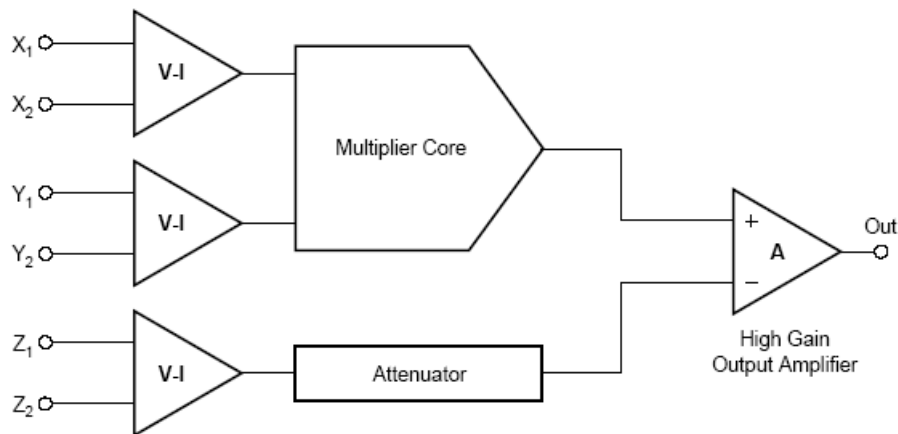 X1
V-I
X2
Multiplier Core
Y1
V-I
Y2
+
A
−
Out
High Gain
Output Amplifier
Z1
V-I
Z2
Attenuator